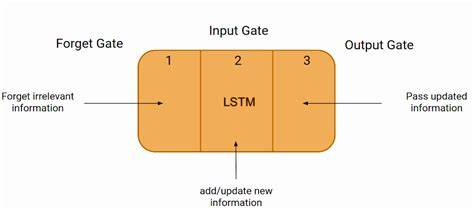 Input Gate
Forget Gate
Output Gate
1
2
3
LSTM
Forget irrelevant
information
Pass updated
information
add/update new
information